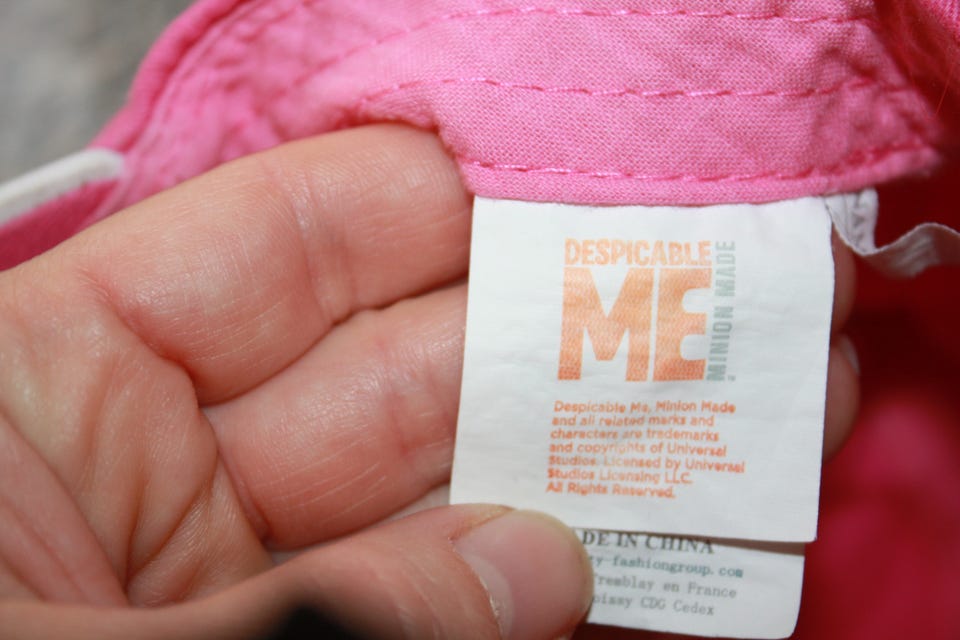 DESPICABLE
ME
MINION MADE
Despicable Me, Minion Made
and all related marks and
characters are trademarks
and copyrights of Universal
Studios. Licensed by Universal
Studios Licensing LLC.
All Rights Reserved.
DE IN CHINA
ty-fashiongroup.com
Tremblay en France
oissy CDG Cedex